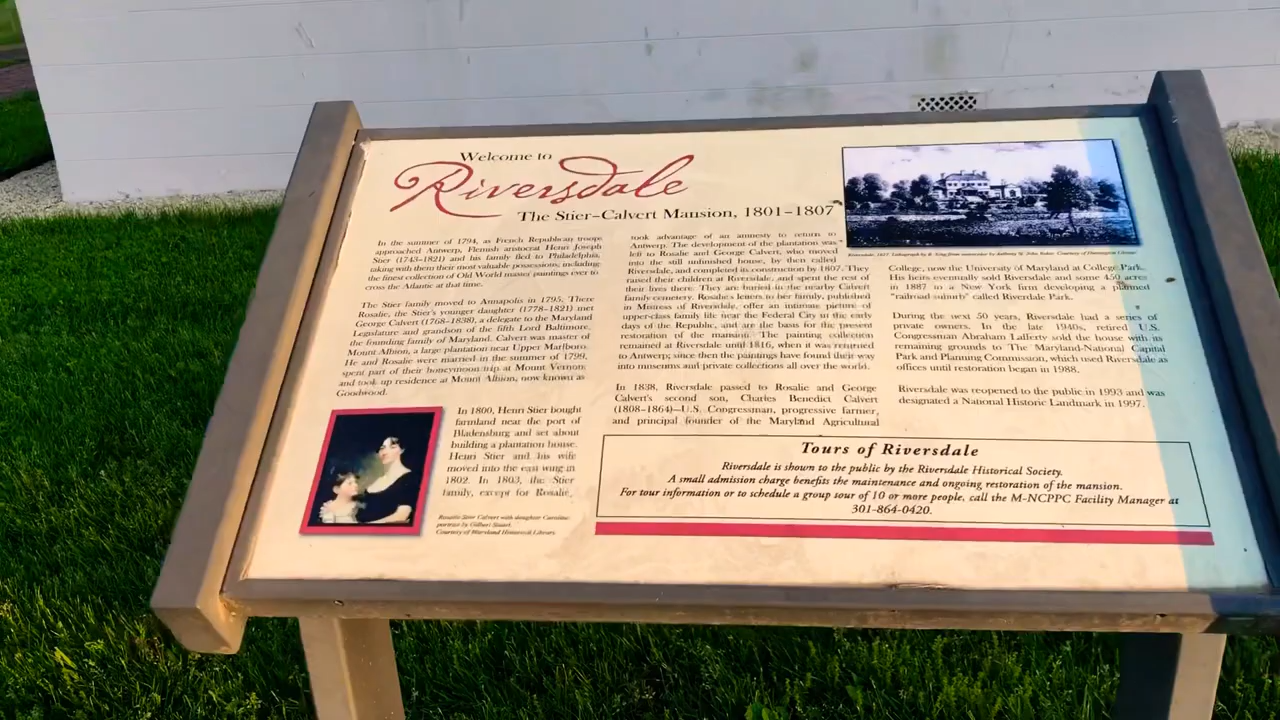 Welcome to
Riversdale
The Stier-Calvert Mansion, 1801-1807
In the summer of 1794, as French Republican troops
approached Antwerp, Flemish aristocrat Henri Joseph
Stier (1743-1821) and his family fled to Philadelphia,
taking with them their most valuable possessions, including
the finest collection of Old World master paintings ever to
cross the Atlantic at that time.
The Stier family moved to Annapolis in 1795. There
Rosalie, the Stier's younger daughter (1778-1821) met
George Calvert (1768-1838), a delegate to the Maryland
Legislature and grandson of the fifth Lord Baltimore,
the founding family of Maryland. Calvert was master of
Mount Albion, a large plantation near Upper Marlboro.
He and Rosalie were married in the summer of 1799,
spent part of their honeymoon trip at Mount Vernon;
and took up residence at Mount Albion, now known as
Goodwood.
In 1800, Henri Stier bought
farmland near the port of
Bladensburg and set about
building a plantation house.
Henri Stier and his wife
moved into the east wing in
1802. In 1803, the Stier
family, except for Rosalie,
Rosalie Stier Calvert with daughter Caroline
portrait by Gilbert Stuart.
Courtesy of Maryland Historical Library
took advantage of an amnesty to return to
Antwerp. The development of the plantation was
left to Rosalie and George Calvert, who moved
into the still unfinished house, by then called
Riversdale, and completed its construction by 1807. They
raised their children at Riversdale, and spent the rest of
their lives there. They are buried in the nearby Calvert
family cemetery. Rosalie's letters to her family, published
in Mistress of Riversdale, offer an intimate picture of
upper-class family life near the Federal City in the early
days of the Republic, and are the basis for the present
restoration of the mansion. The painting collection
remained at Riversdale until 1816, when it was returned
to Antwerp; since then the paintings have found their way
into museums and private collections all over the world.
In 1838, Riversdale passed to Rosalie and George
Calvert's second son, Charles Benedict Calvert
(1808-1864)—U.S. Congressman, progressive farmer,
and principal founder of the Maryland Agricultural
Riversdale, 1827. Lithograph by
College, now the University of Maryland at College Park.
His heirs eventually sold Riversdale and some 450 acres
in 1887 to a New York firm developing a planned
"railroad suburb" called Riverdale Park.
During the next 50 years, Riversdale had a series of
private owners. In the late 1940s, retired U.S.
Congressman Abraham Lafferty sold the house with its
remaining grounds to The Maryland-National Capital
Park and Planning Commission, which used Riversdale as
offices until restoration began in 1988.
Riversdale was reopened to the public in 1993 and was
designated a National Historic Landmark in 1997.
Tours of Riversdale
Riversdale is shown to the public by the Riversdale Historical Society.
A small admission charge benefits the maintenance and ongoing restoration of the mansion.
For tour information or to schedule a group sour of 10 or more people, call the M-NCPPC Facility Manager at
301-864-0420.